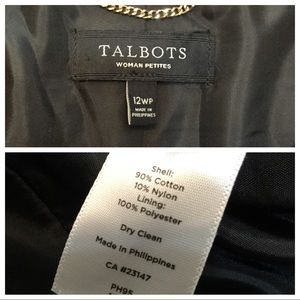 TALBOTS
WOMAN PETITES
12WP
MADE IN
PHILIPPINES
Shell:
90% Cotton
10% Nylon
Lining:
100% Polyester
Dry Clean
Made in Philippines
CA #23147
PH95